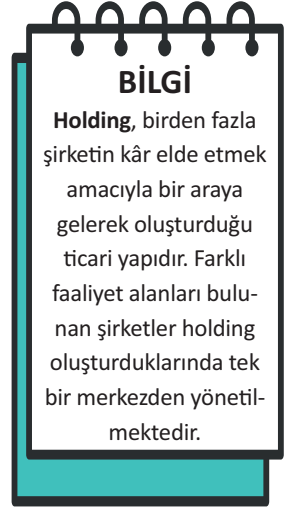 BİLGİ
Holding, birden fazla
şirketin kâr elde etmek
amacıyla bir araya
gelerek oluşturduğu
ticari yapıdır. Farklı
faaliyet alanları bulu-
nan şirketler holding
oluşturduklarında tek
bir merkezden yönetil-
mektedir.